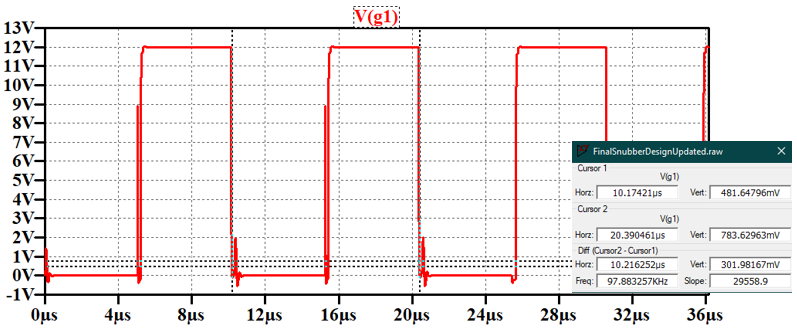 V(g1)
13V
12V
11V
10V
9V
8V
7V
6V
5V
4V
3V
2V
1V
0V
-1V
0µs 4µs 8µs 12µs 16µs 20µs 24µs 28µs 32µs 36µs
FinalSnubberDesignUpdated.raw
Cursor 1
V(g1)
Horz: 10.17421µs Vert: 481.64796mV
Cursor 2
V(g1)
Horz: 20.390461µs Vert: 783.62963mV
Diff (Cursor2 - Cursor1)
Horz: 10.216252µs Vert: 301.98167mV
Freq: 97.883257KHz Slope: 29558.9